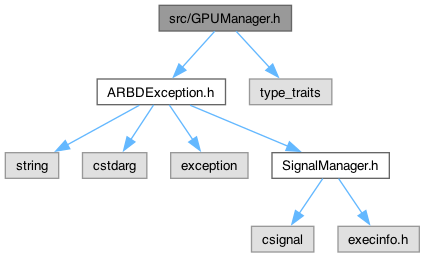 src/GPUManager.h
ARBDException.h
type_traits
string
cstdarg
exception
SignalManager.h
csignal
execinfo.h